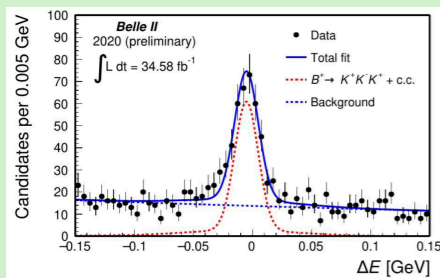 Belle II
2020 (preliminary)
∫L dt = 34.58 fb⁻¹
Data
Total fit
B⁺→ K⁺K⁻K⁺ + c.c.
Background
Candidates per 0.005 GeV
100
90
80
70
60
50
40
30
20
10
0
−0.15 −0.1 −0.05 0 0.05 0.1 0.15
ΔE [GeV]